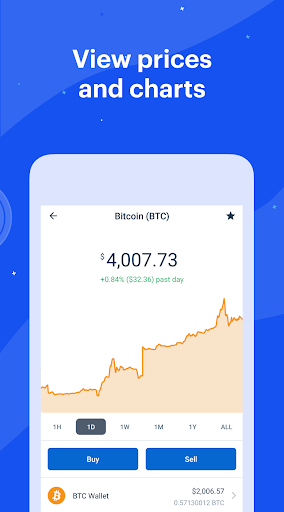 View prices
and charts
Bitcoin (BTC)
$4,007.73
+0.84% ($32.36) past day
1H 1D 1W 1M 1Y ALL
Buy Sell
BTC Wallet $2,006.57
0.57130012 BTC